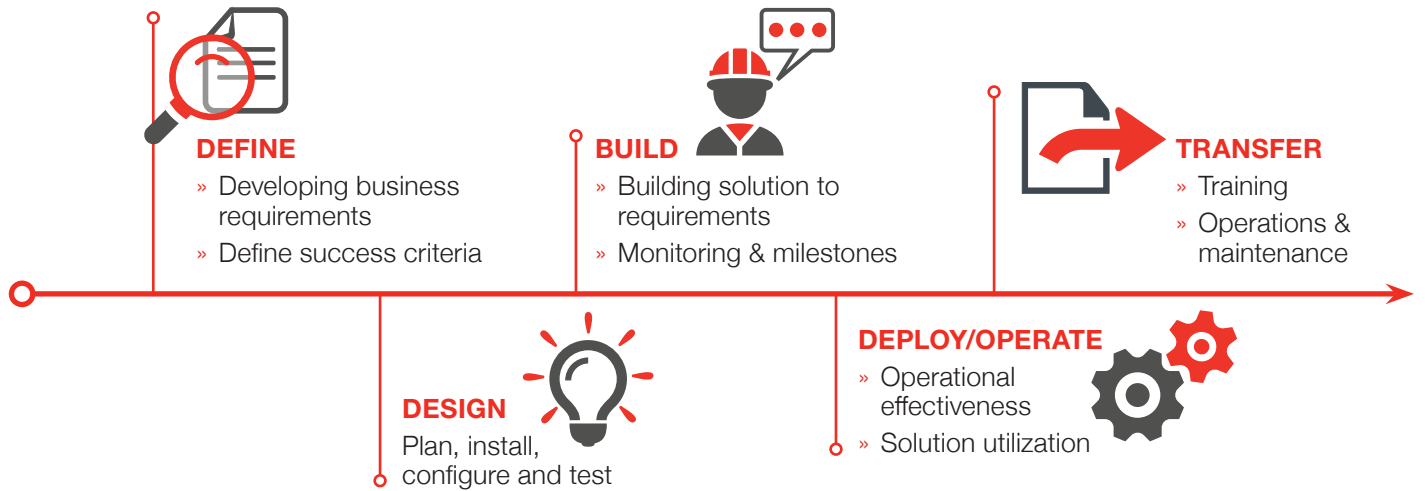 DEFINE
» Developing business
requirements
» Define success criteria
DESIGN
Plan, install,
configure and test
BUILD
» Building solution to
requirements
» Monitoring & milestones
DEPLOY/OPERATE
» Operational
effectiveness
» Solution utilization
TRANSFER
» Training
» Operations &
maintenance